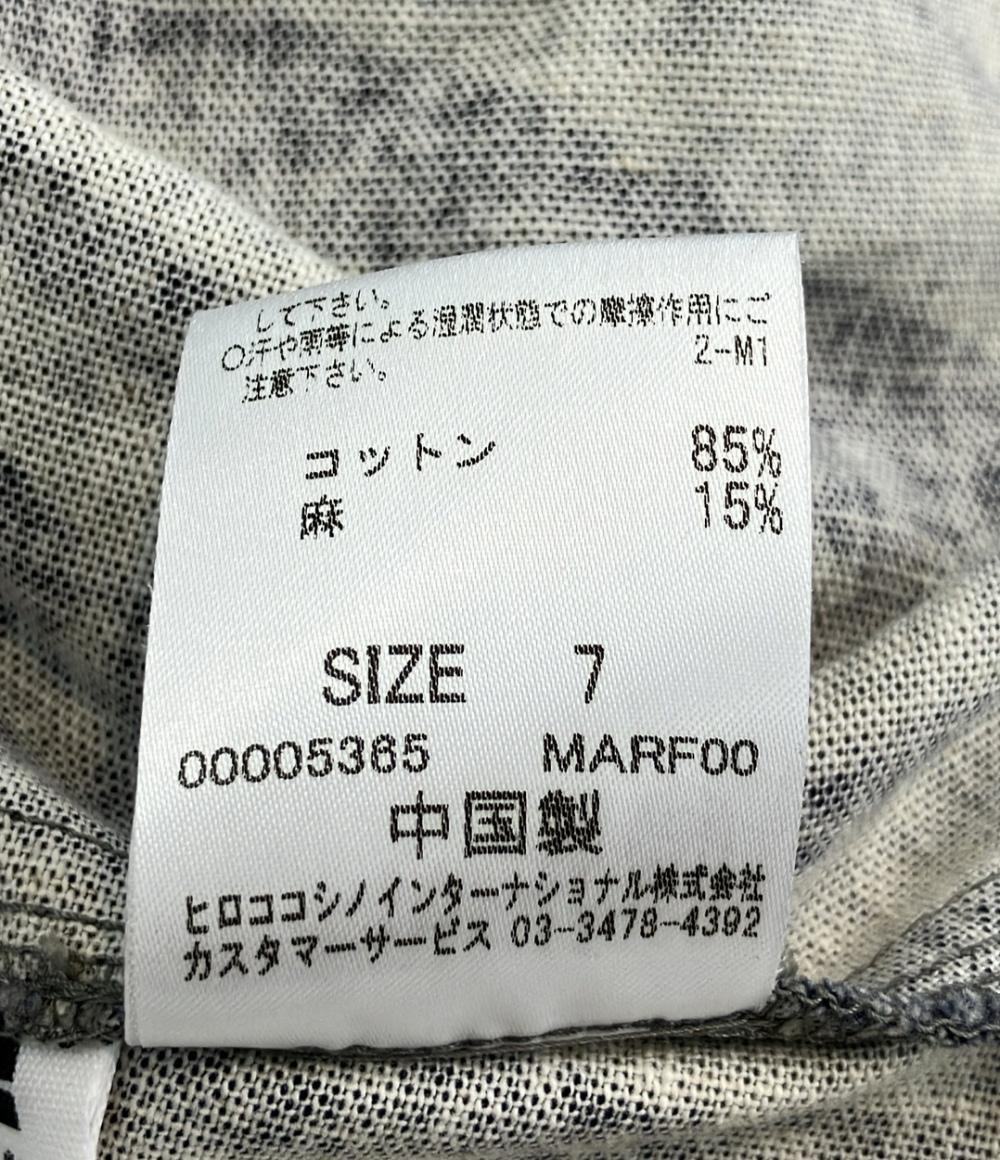 して下さい。
○汗や雨等による湿潤状態での摩擦作用にご
注意下さい。 2-M1
コットン 85%
麻 15%
SIZE 7
00005365 MARF00
中国製
ヒロココシノインターナショナル株式会社
カスタマーサービス 03-3478-4392